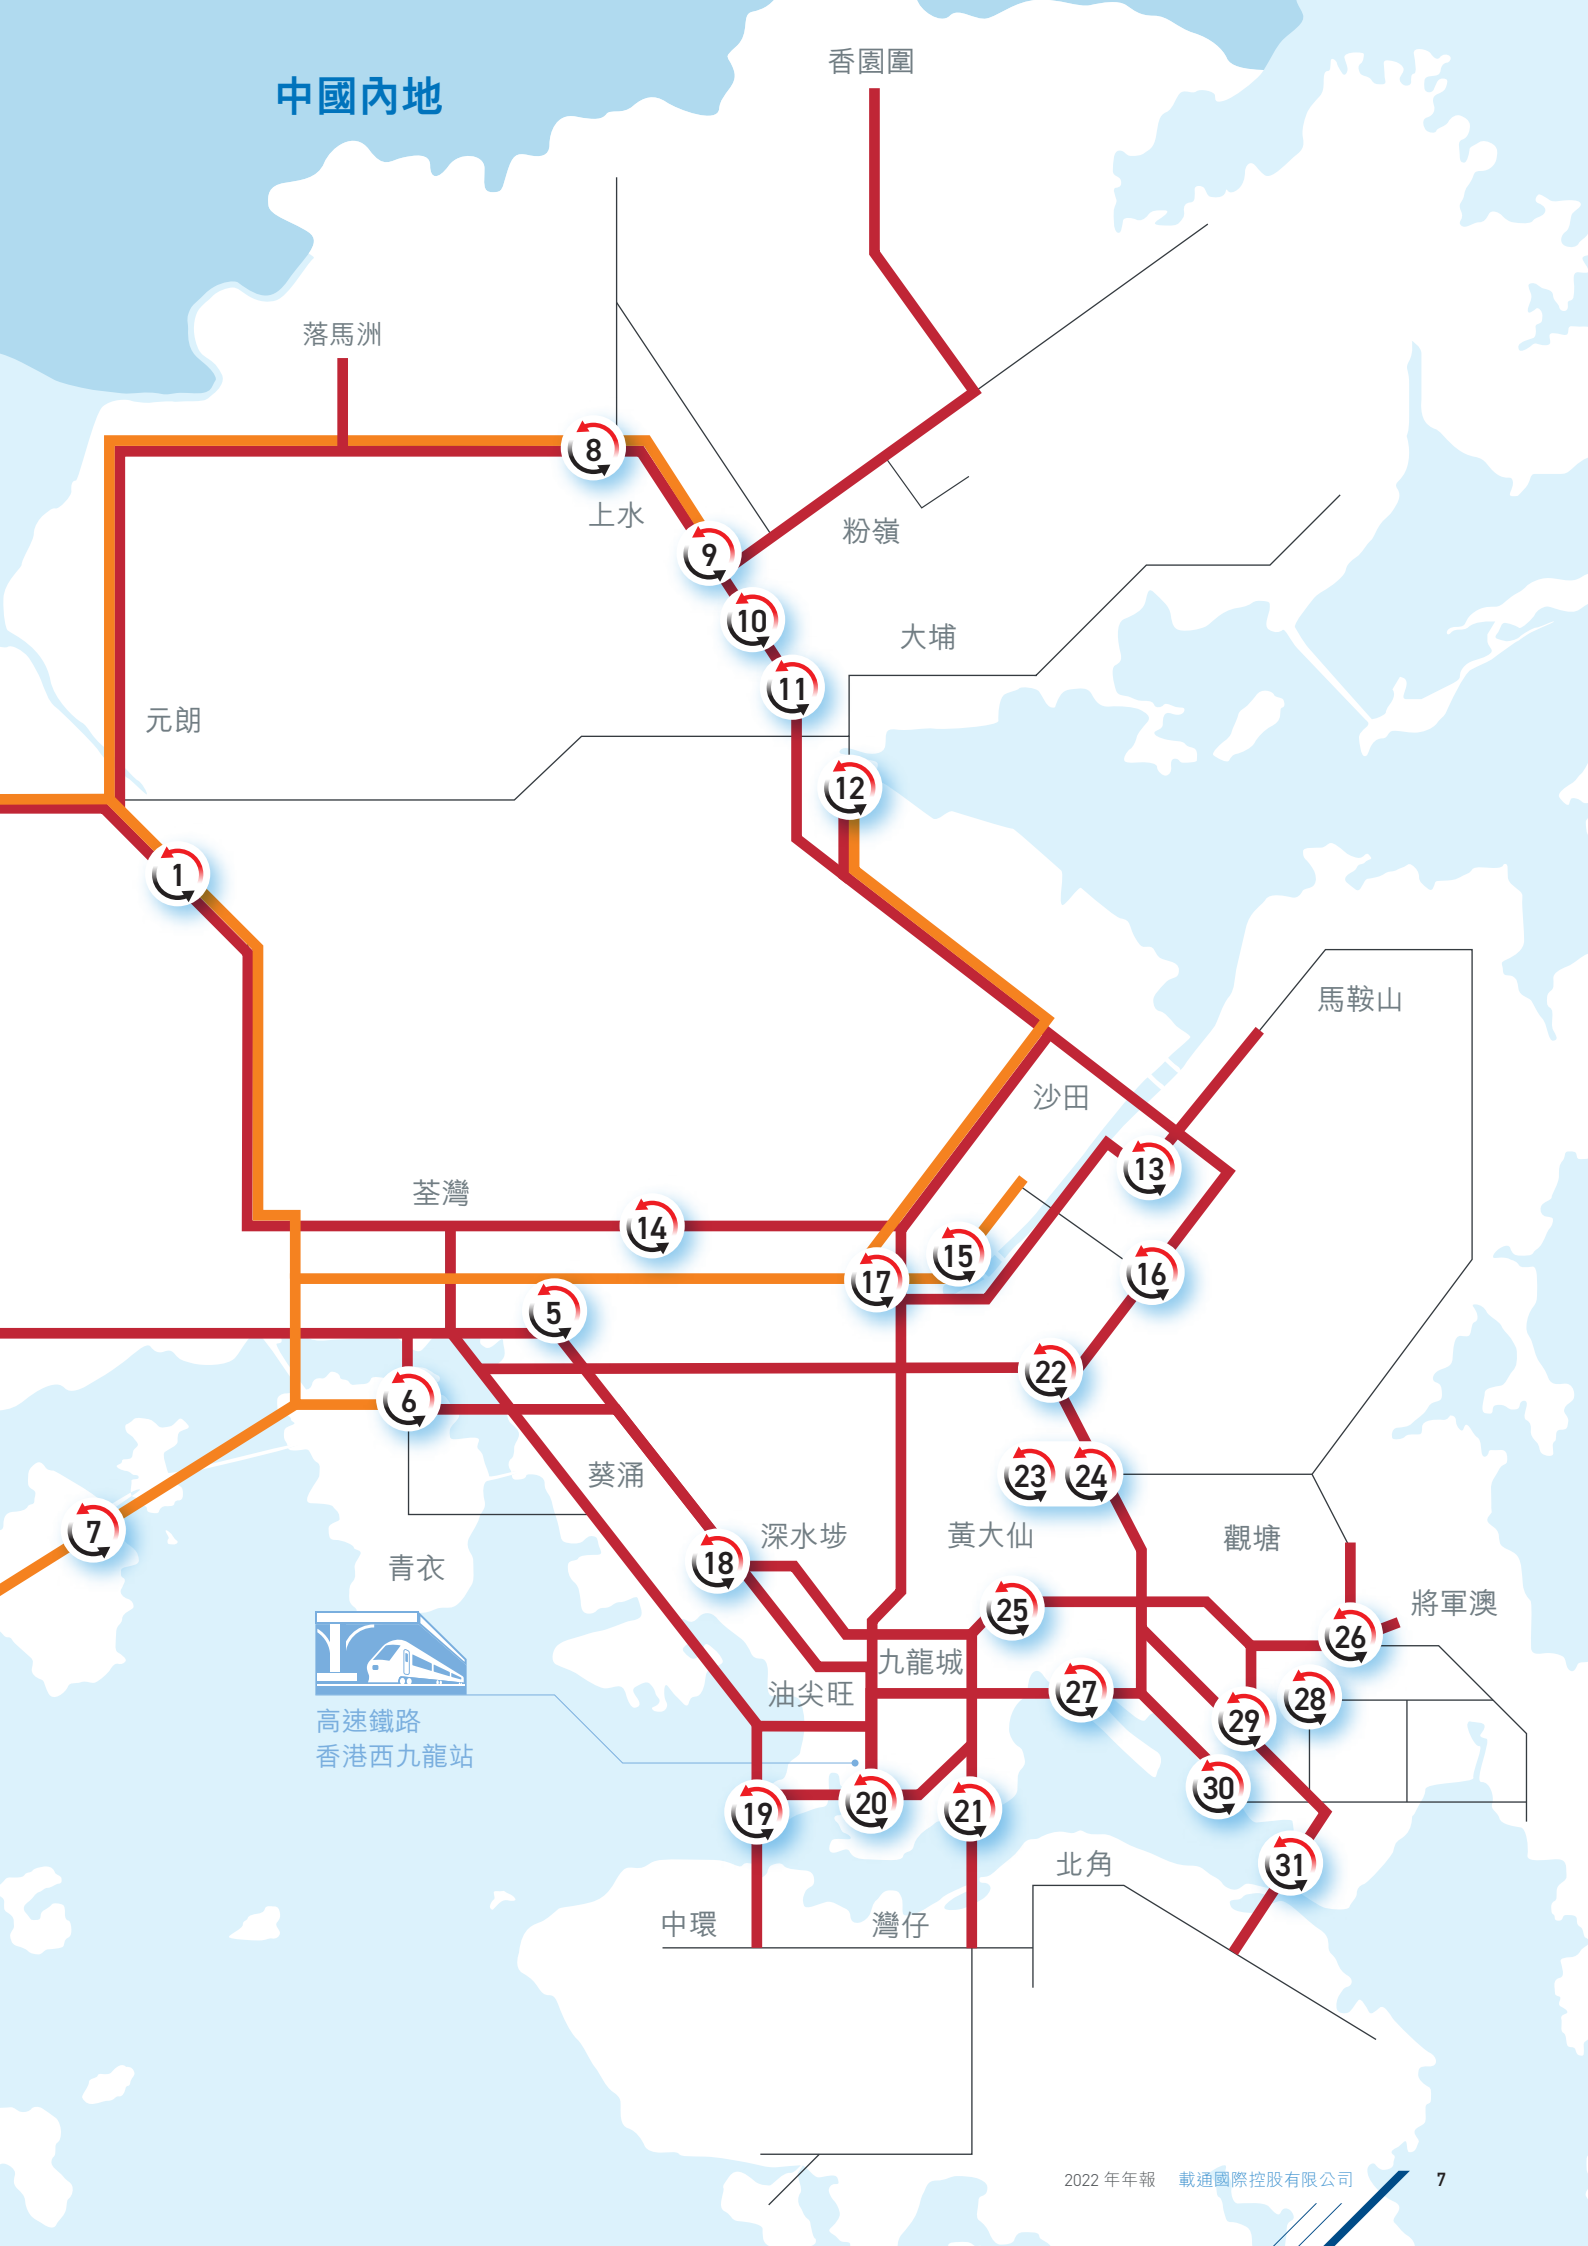 香園圍
中國內地
落馬洲
8
上水
9
粉嶺
10
大埔
11
元朗
12
1
馬鞍山
沙田
13
荃灣
14
15
16
17
5
22
6
23
24
葵涌
7
深水埗
黃大仙
觀塘
18
青衣
25
將軍澳
26
九龍城
油尖旺
27
28
29
高速鐵路
香港西九龍站
30
19
20
21
31
北角
中環
灣仔
2022 年年報 載通國際控股有限公司 7